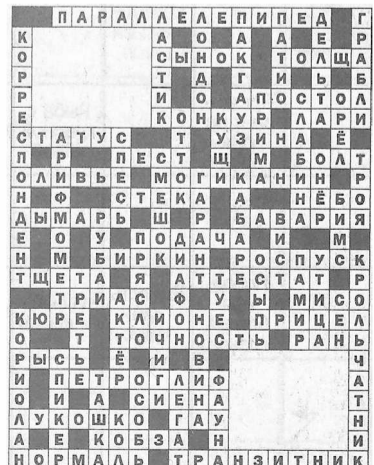 ПАРАЛЛЕЛЕПИПЕД Г
К А О А А Е Р
О СЫНОК ТОЛЩА
Р Т Д Г И Ь Б
Р И О АПОСТОЛ
Е КОНКУР ЛАРИ
СТАТУС Т УЗИНА Ё
П Р ПЕСТ Щ М БОЛТ
ОЛИВЬЕ МОГИКАНИН Р
Н Ф СТЕКА А НЁБО
ДЫМАРЬ Ш Р БАВАРИЯ
Е О У ПОДАЧА И М
Н М БИРКИН РОСПУСК
ТЩЕТА Я АТТЕСТАТ Р
ТРИАС Ф У Ы МИСО
КЮРЕ КЛИОНЕ ПРИЦЕЛ
О Т ТОЧНОСТЬ РАНЬ
РЫСЬ Ё И В Ч
И ПЕТРОГЛИФ А
О И А СИЕНА Т
ЛУКОШКО ГАУ Н
А Е КОБЗА Н И
НОРМАЛЬ ТРАНЗИТНИК